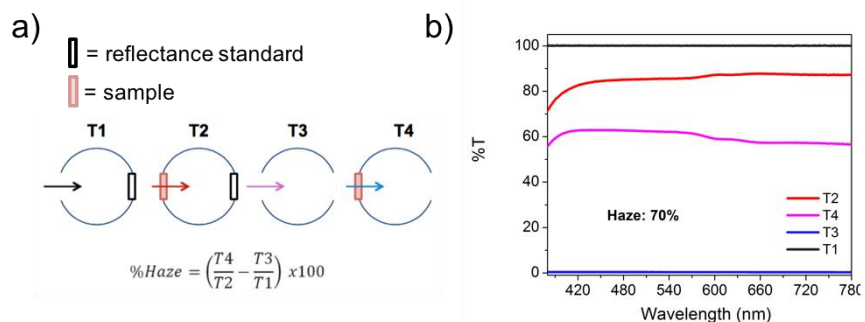 a)
= reflectance standard
= sample
T1 T2 T3 T4
%Haze = (T4/T2 − T3/T1) x100
b)
%T
100
80
60
40
20
0
Haze: 70%
T2
T4
T3
T1
420 480 540 600 660 720 780
Wavelength (nm)